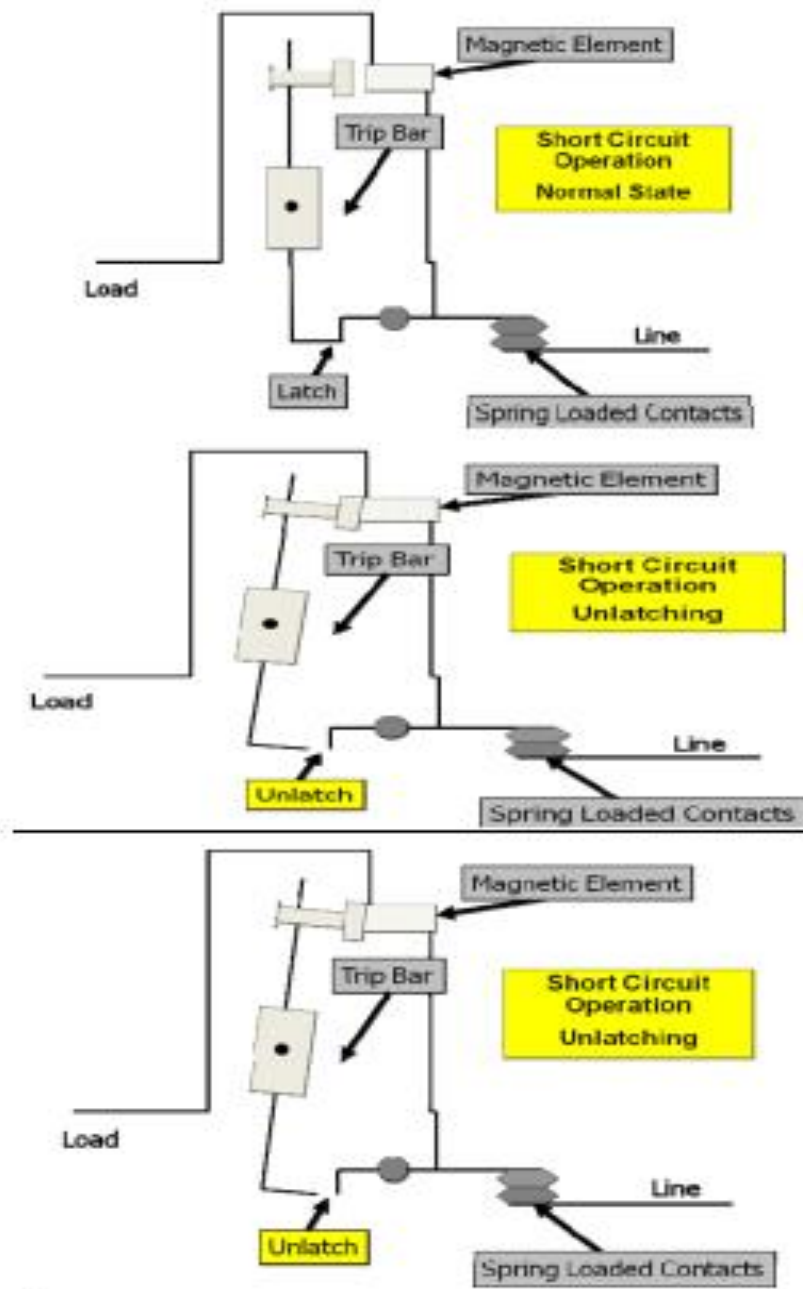 Magnetic Element
Trip Bar
Short Circuit
Operation
Normal State
Load
Line
Latch
Spring Loaded Contacts
Magnetic Element
Trip Bar
Short Circuit
Operation
Unlatching
Load
Line
Unlatch
Spring Loaded Contacts
Magnetic Element
Trip Bar
Short Circuit
Operation
Unlatching
Load
Line
Unlatch
Spring Loaded Contacts